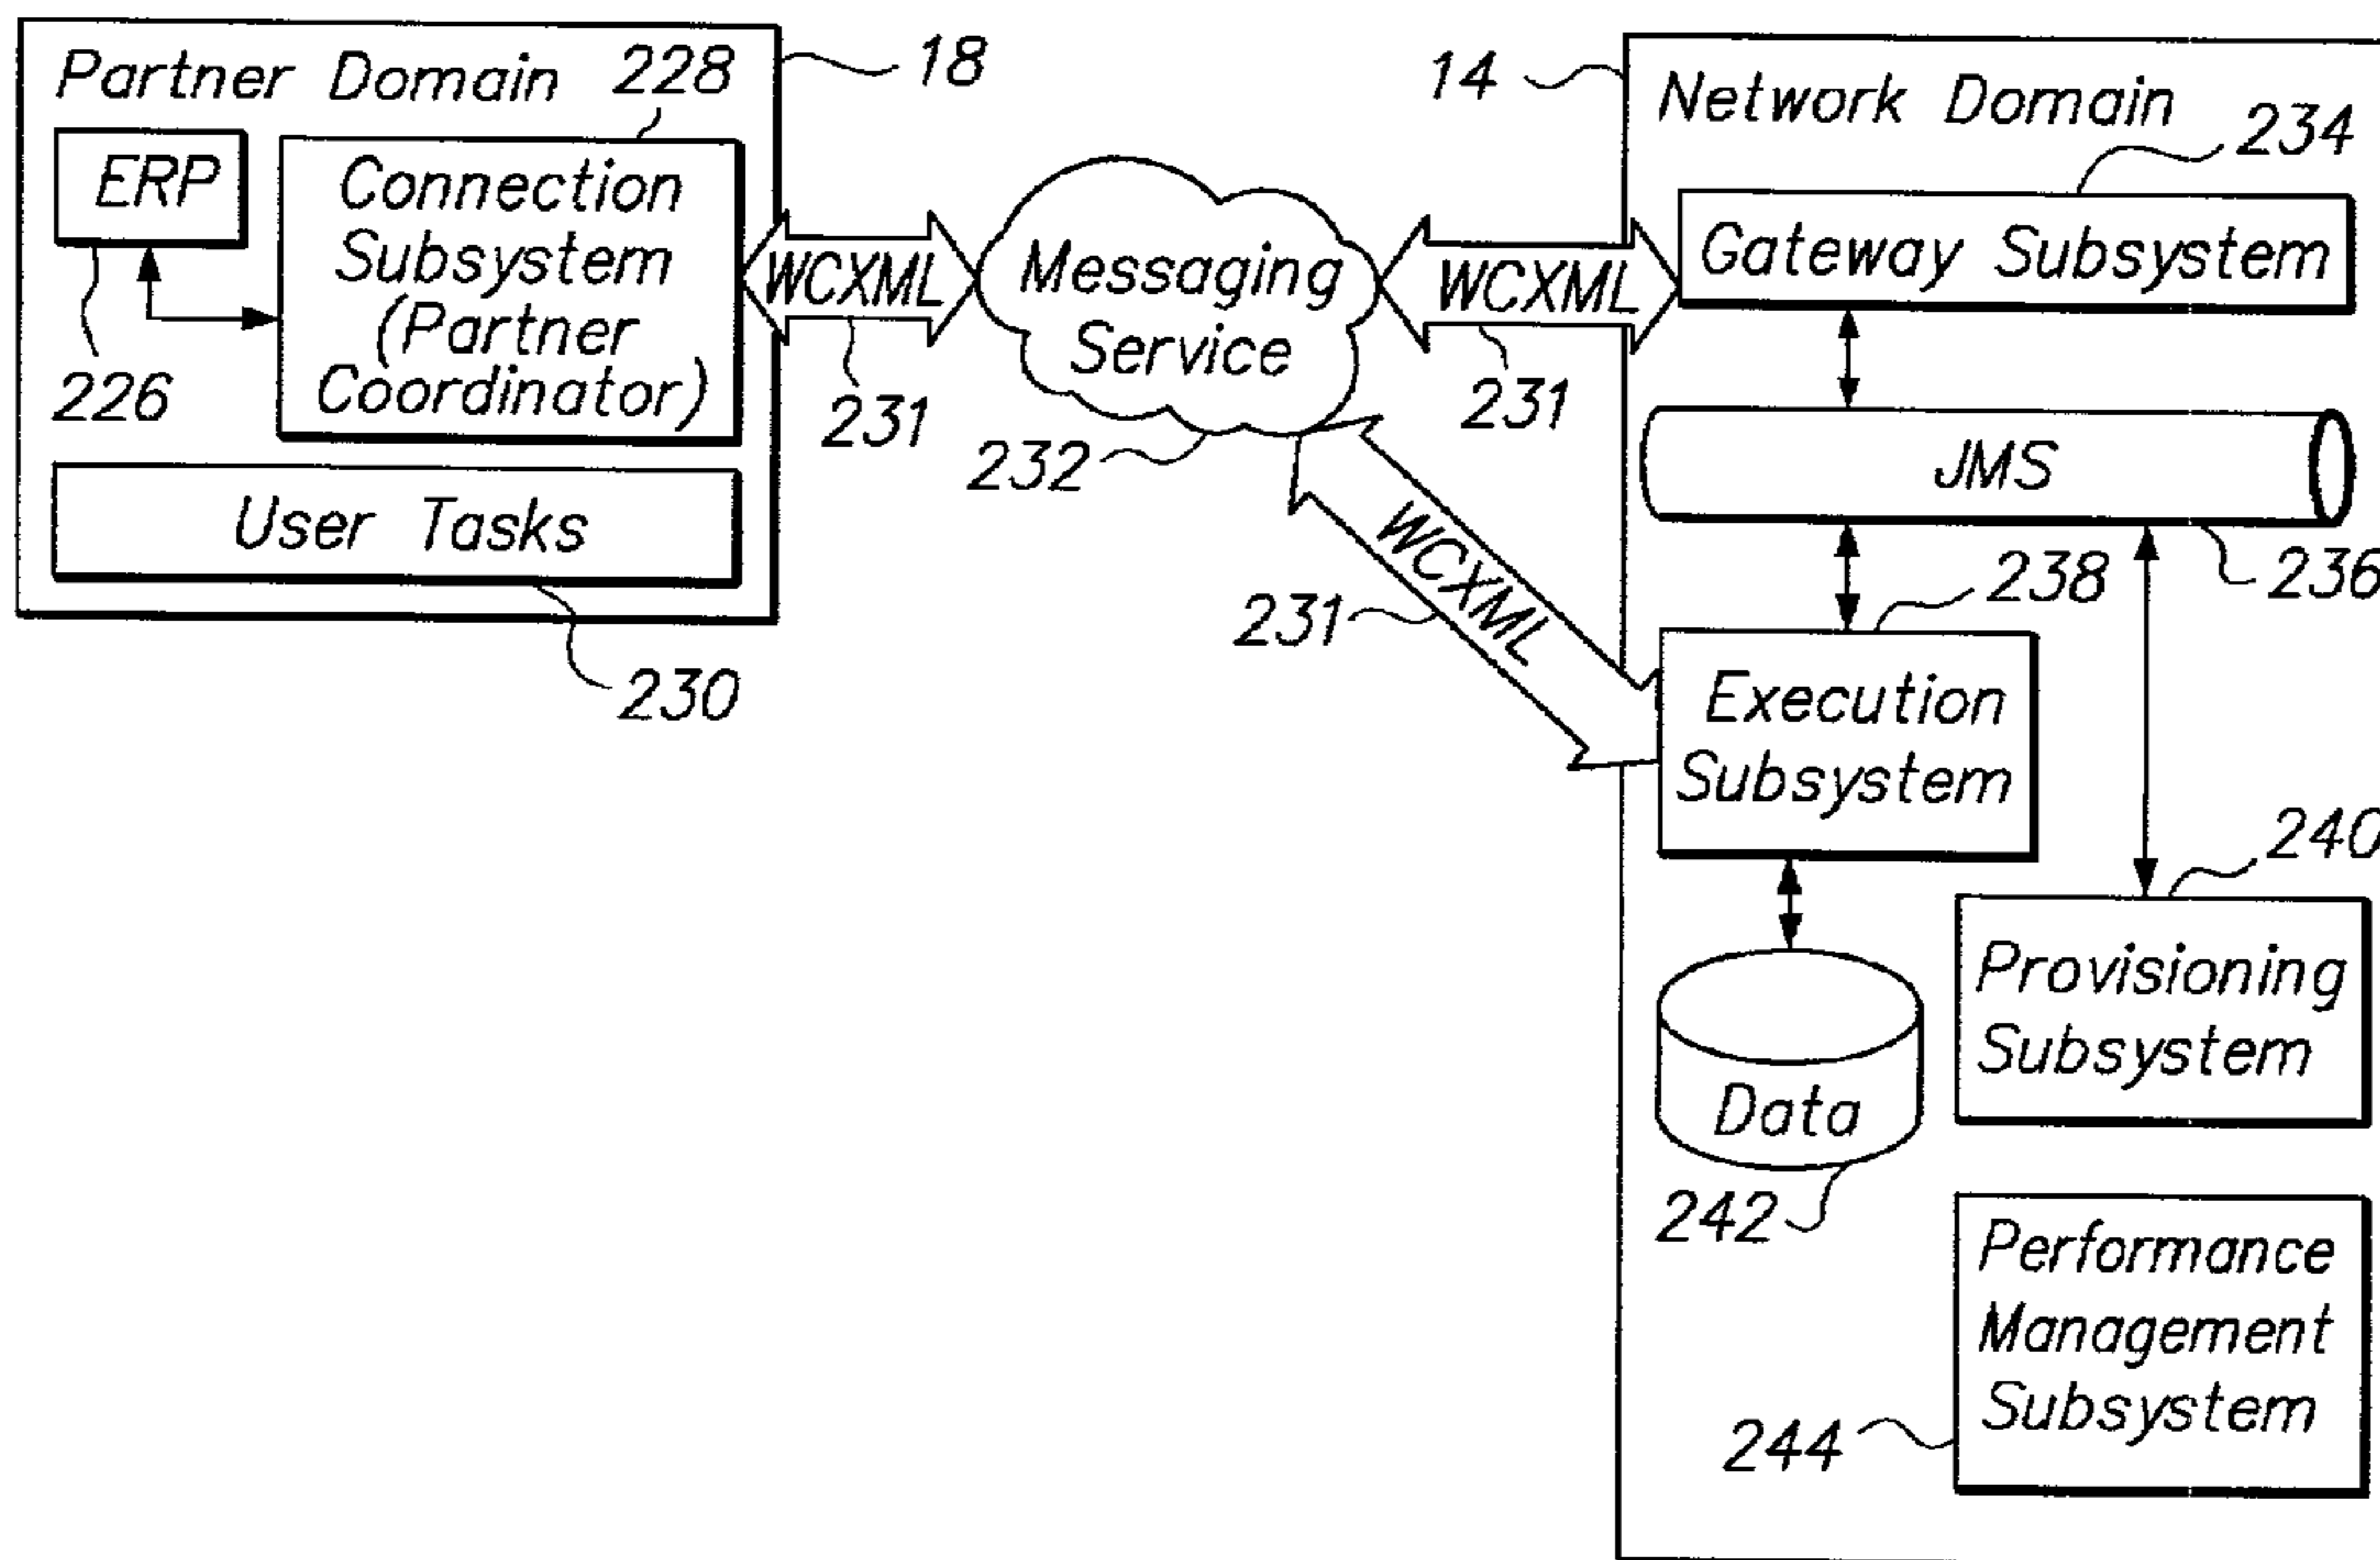 Partner Domain
228
18
ERP
Connection
Subsystem
(Partner
Coordinator)
226
User Tasks
230
WCXML
231
Messaging
Service
232
WCXML
231
WCXML
231
14
Network Domain
234
Gateway Subsystem
JMS
236
238
Execution
Subsystem
240
Provisioning
Subsystem
Data
242
Performance
Management
Subsystem
244